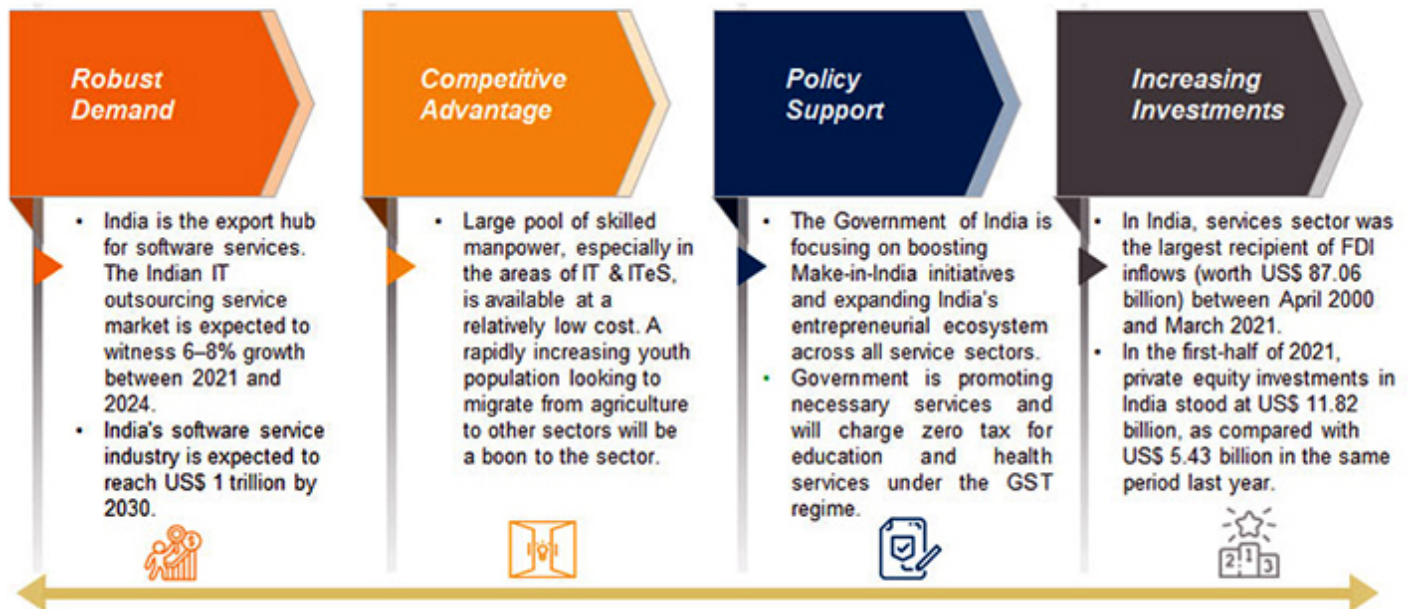 Robust
Demand
• India is the export hub
for software services.
The Indian IT
outsourcing service
market is expected to
witness 6–8% growth
between 2021 and
2024.
• India's software service
industry is expected to
reach US$ 1 trillion by
2030.
Competitive
Advantage
• Large pool of skilled
manpower, especially in
the areas of IT & ITeS,
is available at a
relatively low cost. A
rapidly increasing youth
population looking to
migrate from agriculture
to other sectors will be
a boon to the sector.
Policy
Support
• The Government of India is
focusing on boosting
Make-in-India initiatives
and expanding India's
entrepreneurial ecosystem
across all service sectors.
• Government is promoting
necessary services and
will charge zero tax for
education and health
services under the GST
regime.
Increasing
Investments
• In India, services sector was
the largest recipient of FDI
inflows (worth US$ 87.06
billion) between April 2000
and March 2021.
• In the first-half of 2021,
private equity investments in
India stood at US$ 11.82
billion, as compared with
US$ 5.43 billion in the same
period last year.
$
2 1 3